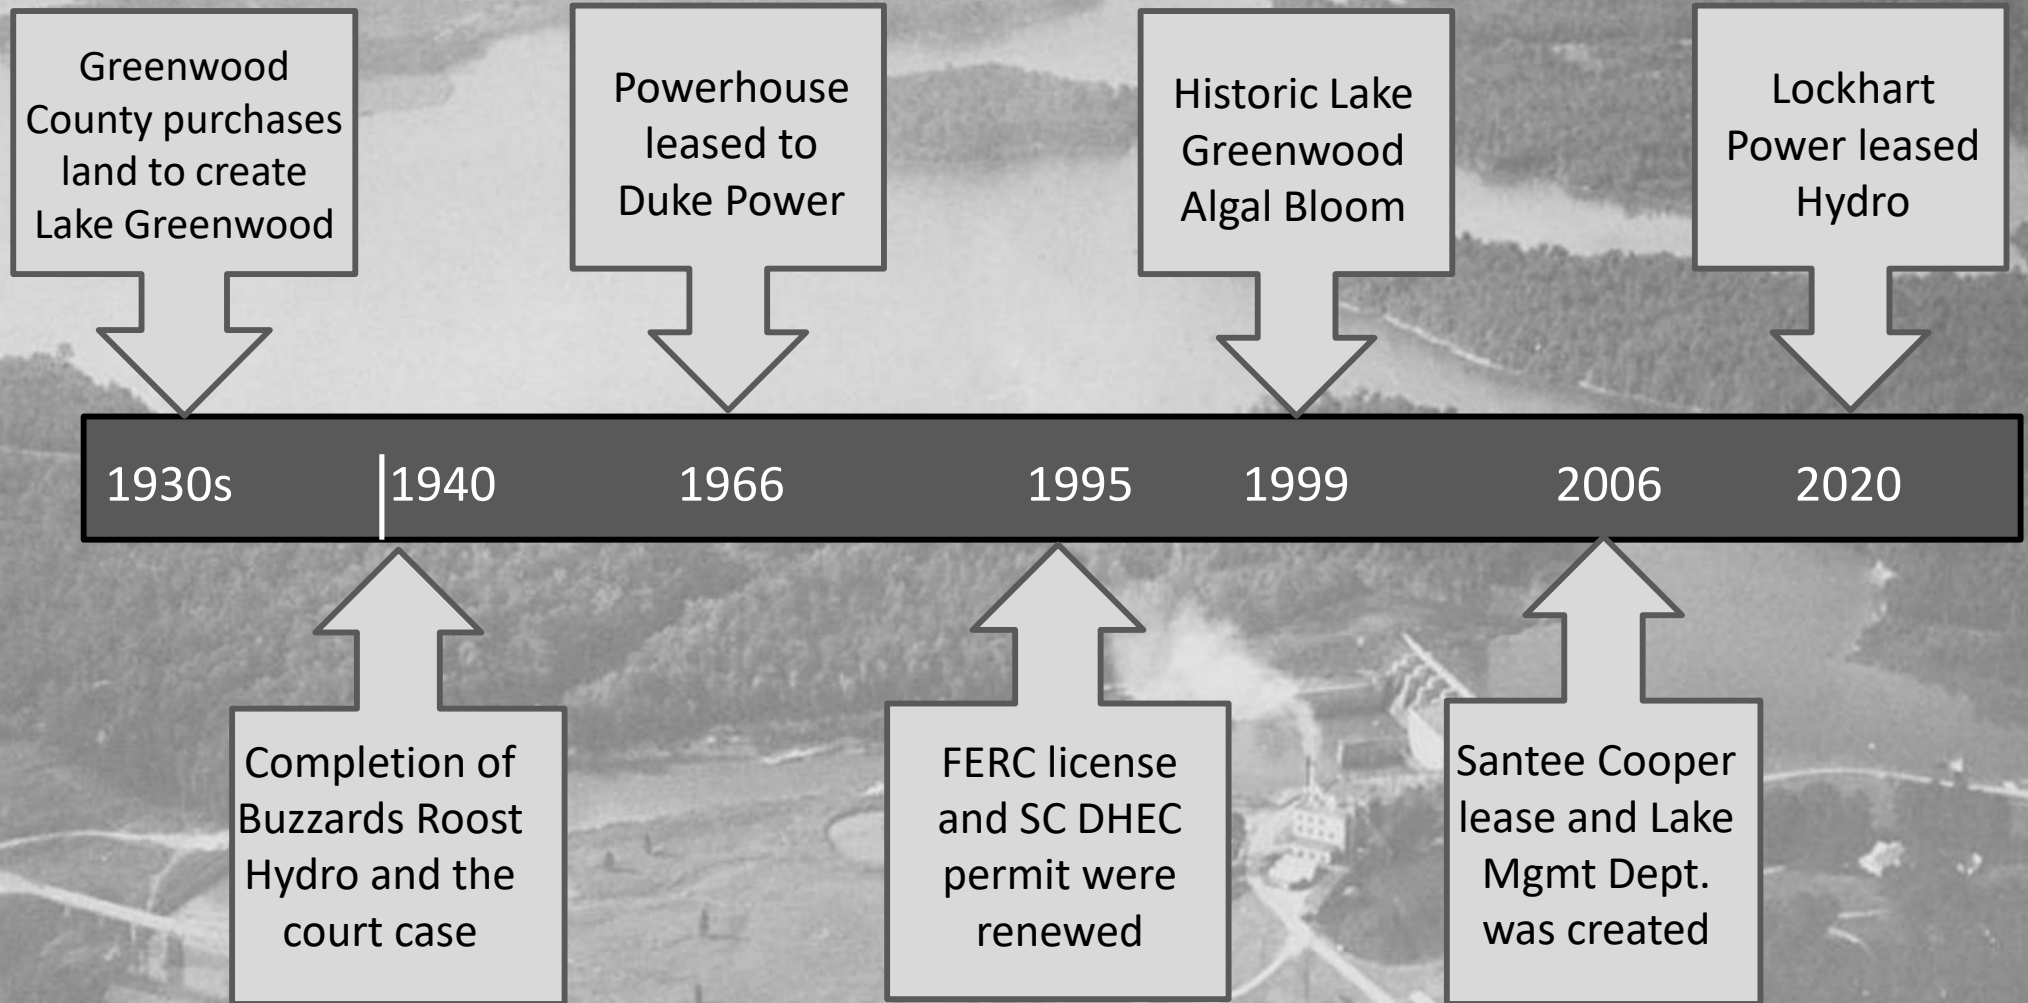 Greenwood
County purchases
land to create
Lake Greenwood
Powerhouse
leased to
Duke Power
Historic Lake
Greenwood
Algal Bloom
Lockhart
Power leased
Hydro
1930s
1940
1966
1995
1999
2006
2020
Completion of
Buzzards Roost
Hydro and the
court case
FERC license
and SC DHEC
permit were
renewed
Santee Cooper
lease and Lake
Mgmt Dept.
was created